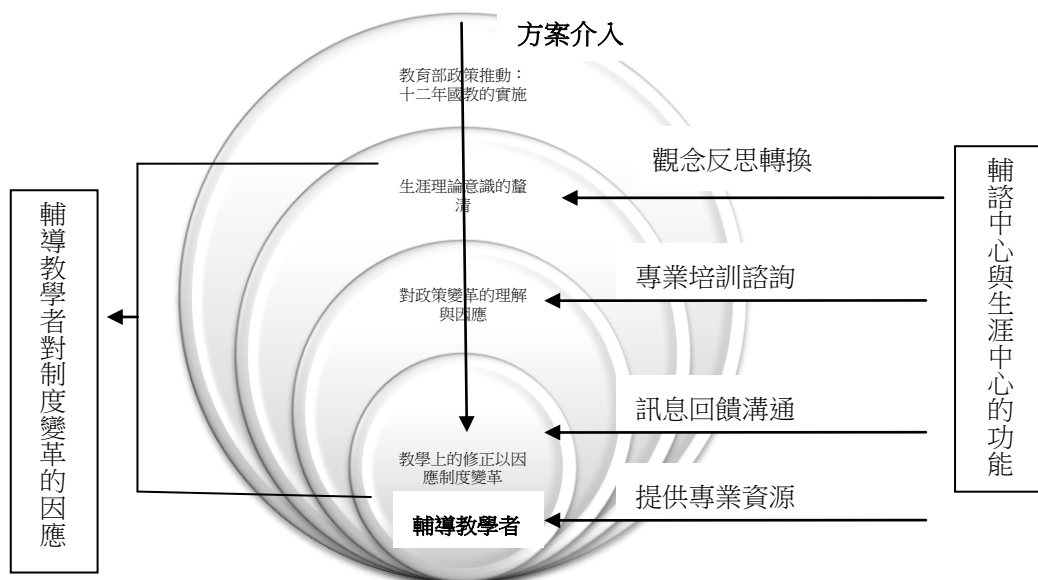 方案介入
教育部政策推動：
十二年國教的實施
觀念反思轉換
生涯理論意識的釐
清
專業培訓諮詢
對政策變革的理解
與因應
訊息回饋溝通
教學上的修正以因
應制度變革
提供專業資源
輔導教學者
輔導教學者對制度變革的因應
輔諮中心與生涯中心的功能